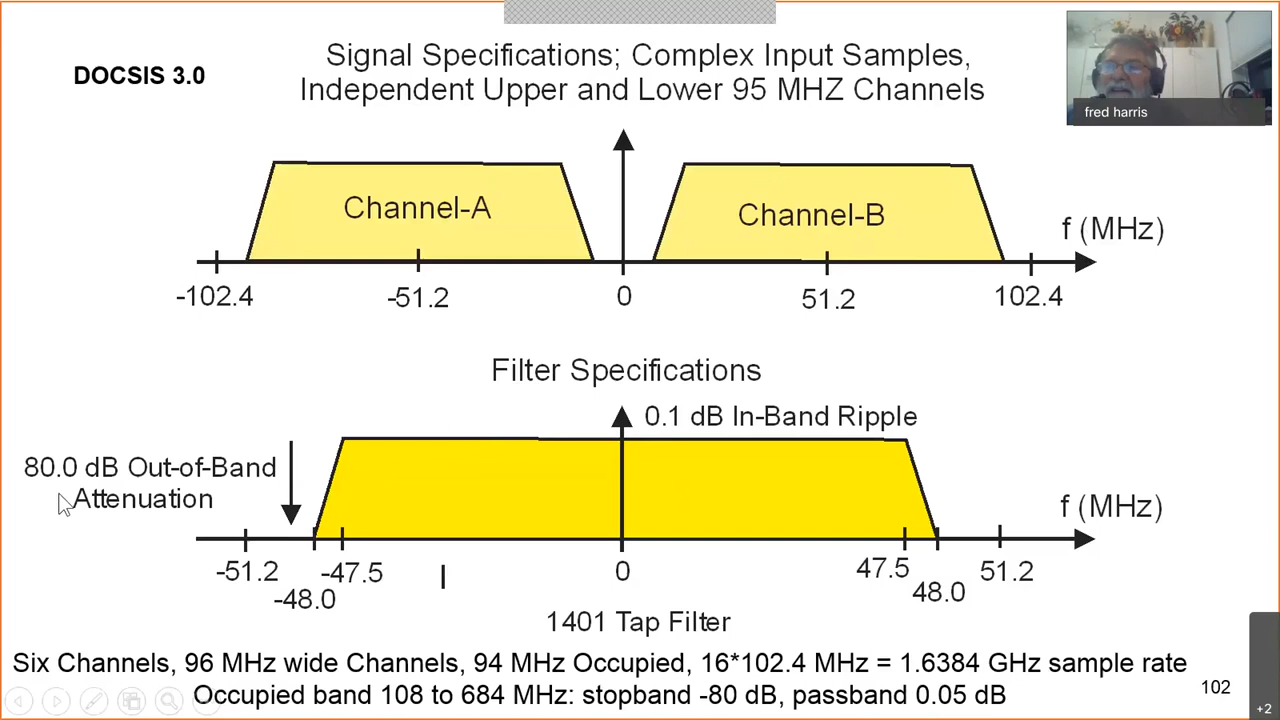 DOCSIS 3.0
Signal Specifications; Complex Input Samples,
Independent Upper and Lower 95 MHZ Channels
fred harris
Channel-A
Channel-B
f (MHz)
-102.4
-51.2
0
51.2
102.4
Filter Specifications
0.1 dB In-Band Ripple
80.0 dB Out-of-Band
Attenuation
f (MHz)
-51.2
-48.0
-47.5
0
47.5
48.0
51.2
1401 Tap Filter
Six Channels, 96 MHz wide Channels, 94 MHz Occupied, 16*102.4 MHz = 1.6384 GHz sample rate
Occupied band 108 to 684 MHz: stopband -80 dB, passband 0.05 dB
102
+2